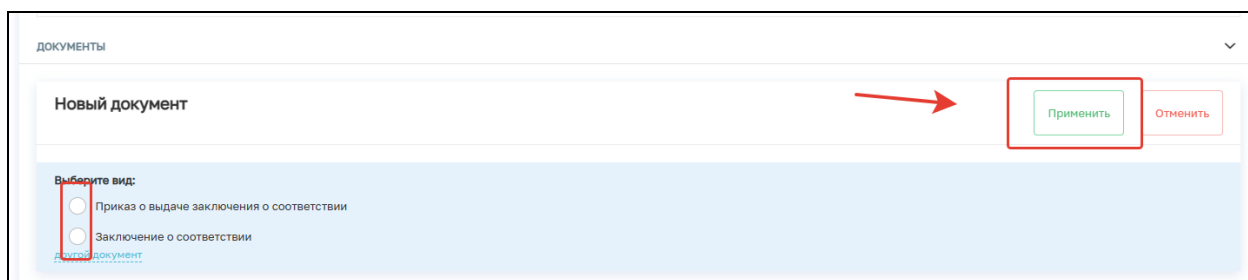 ДОКУМЕНТЫ
Новый документ
Применить
Отменить
Выберите вид:
Приказ о выдаче заключения о соответствии
Заключение о соответствии
другой документ